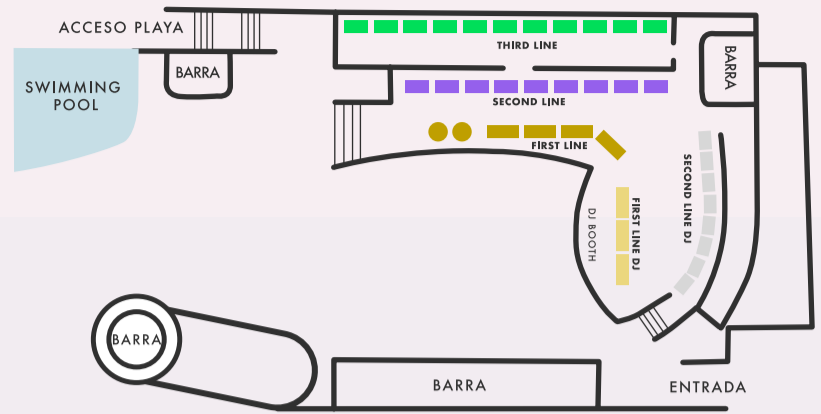 ACCESO PLAYA
THIRD LINE
BARRA
BARRA
SWIMMING
POOL
SECOND LINE
FIRST LINE
SECOND LINE DJ
FIRST LINE DJ
DJ BOOTH
BARRA
BARRA
ENTRADA